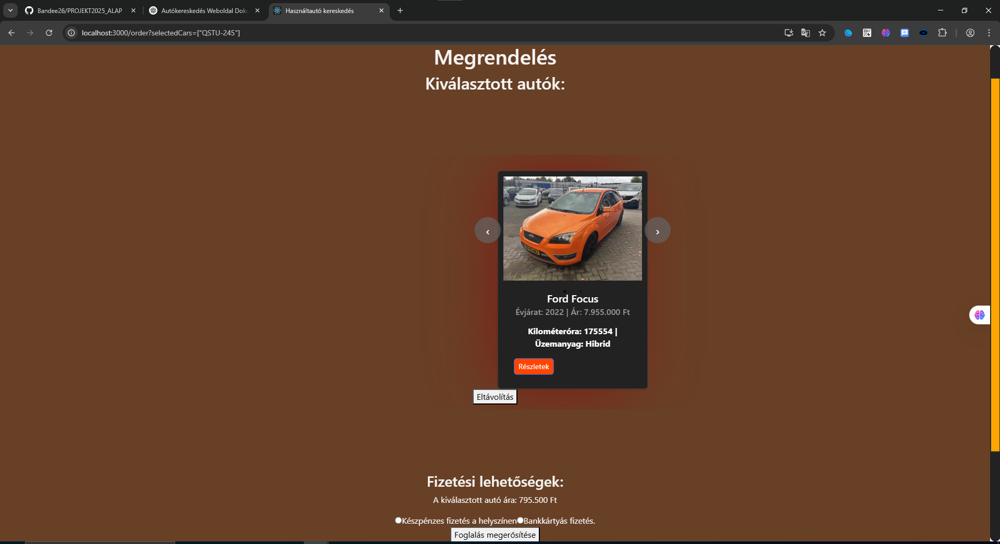 Bandee26/PROJEKT2025_ALAP
Autókereskedés Weboldal Doku
Használtautó kereskedés
localhost:3000/order?selectedCars=["QSTU-245"]
Megrendelés
Kiválasztott autók:
‹
›
Ford Focus
Évjárat: 2022 | Ár: 7.955.000 Ft
Kilométeróra: 175554 |
Üzemanyag: Hibrid
Részletek
Eltávolítás
Fizetési lehetőségek:
A kiválasztott autó ára: 795.500 Ft
Készpénzes fizetés a helyszínen Bankkártyás fizetés.
Foglalás megerősítése